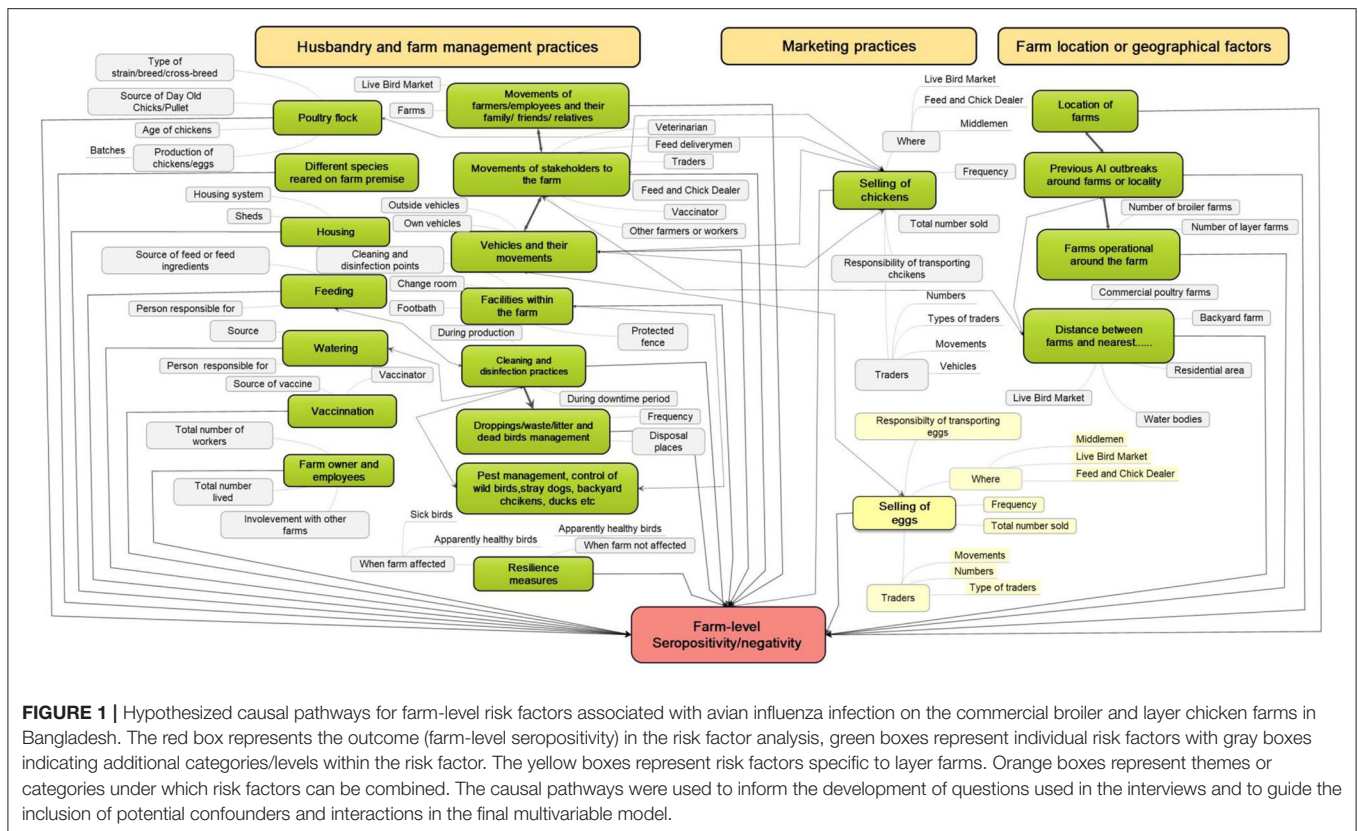 Husbandry and farm management practices
Marketing practices
Farm location or geographical factors
Type of
strain/breed/cross-breed
Source of Day Old
Chicks/Pullet
Poultry flock
Age of chickens
Batches
Production of
chickens/eggs
Different species
reared on farm premise
Housing system
Sheds
Housing
Source of feed or feed
ingredients
Feeding
Person responsible for
Source
Watering
Person responsible for
Source of vaccine
Vaccinator
Vaccinnation
Total number of
workers
Farm owner and
employees
Total number
lived
Involevement with other
farms
Live Bird Market
Farms
Movements of
farmers/employees and their
family/ friends/ relatives
Veterinarian
Feed deliverymen
Traders
Movements of stakeholders to
the farm
Feed and Chick Dealer
Vaccinator
Other farmers or workers
Outside vehicles
Own vehicles
Vehicles and their
movements
Cleaning and
disinfection points
Change room
Footbath
Facilities within
the farm
Protected
fence
During production
Cleaning and
disinfection practices
During downtime period
Droppings/waste/litter and
dead birds management
Frequency
Disposal
places
Pest management, control of
wild birds,stray dogs, backyard
chcikens, ducks etc
Sick birds
Apparently healthy birds
When farm affected
Apparently healthy birds
When farm not affected
Resilience
measures
Live Bird Market
Feed and Chick Dealer
Middlemen
Where
Frequency
Selling of
chickens
Total number sold
Responsibility of transporting
chcikens
Numbers
Types of traders
Movements
Vehicles
Traders
Responsibilty of transporting
eggs
Middlemen
Live Bird Market
Feed and Chick Dealer
Where
Frequency
Total number sold
Selling of
eggs
Movements
Numbers
Type of traders
Traders
Location of
farms
Previous AI outbreaks
around farms or locality
Number of broiler farms
Number of layer farms
Farms operational
around the farm
Commercial poultry farms
Backyard farm
Distance between
farms and nearest......
Residential area
Live Bird Market
Water bodies
Farm-level
Seropositivity/negativity
FIGURE 1 | Hypothesized causal pathways for farm-level risk factors associated with avian influenza infection on the commercial broiler and layer chicken farms in
Bangladesh. The red box represents the outcome (farm-level seropositivity) in the risk factor analysis, green boxes represent individual risk factors with gray boxes
indicating additional categories/levels within the risk factor. The yellow boxes represent risk factors specific to layer farms. Orange boxes represent themes or
categories under which risk factors can be combined. The causal pathways were used to inform the development of questions used in the interviews and to guide the
inclusion of potential confounders and interactions in the final multivariable model.